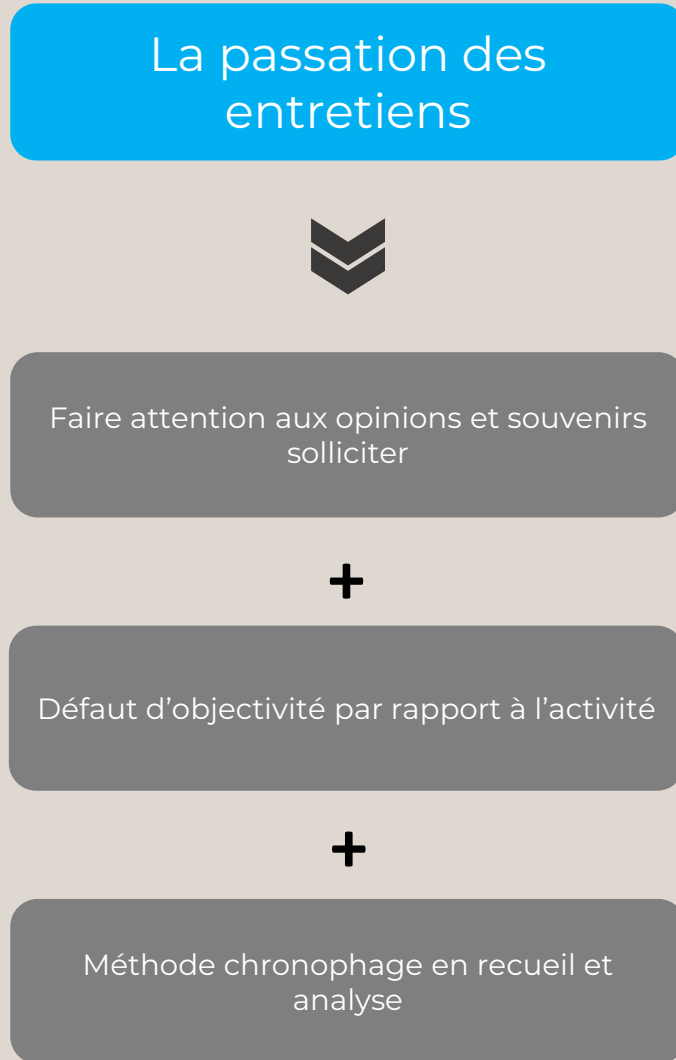 La passation des
entretiens
Faire attention aux opinions et souvenirs
solliciter
+
Défaut d’objectivité par rapport à l’activité
+
Méthode chronophage en recueil et
analyse